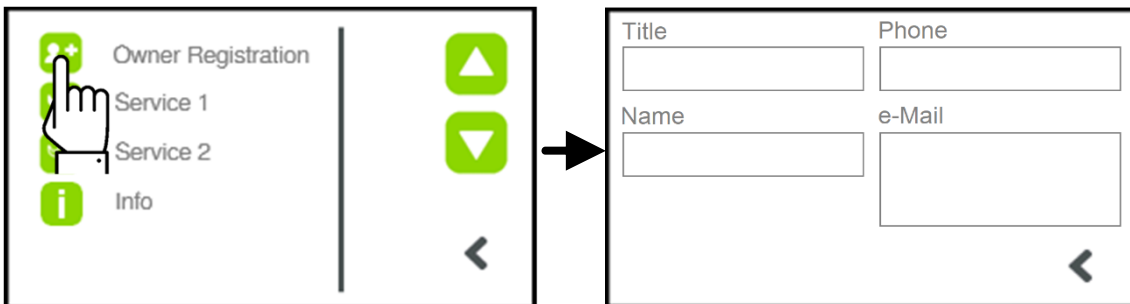 Owner Registration
Service 1
Service 2
i Info
Title
Phone
Name
e-Mail